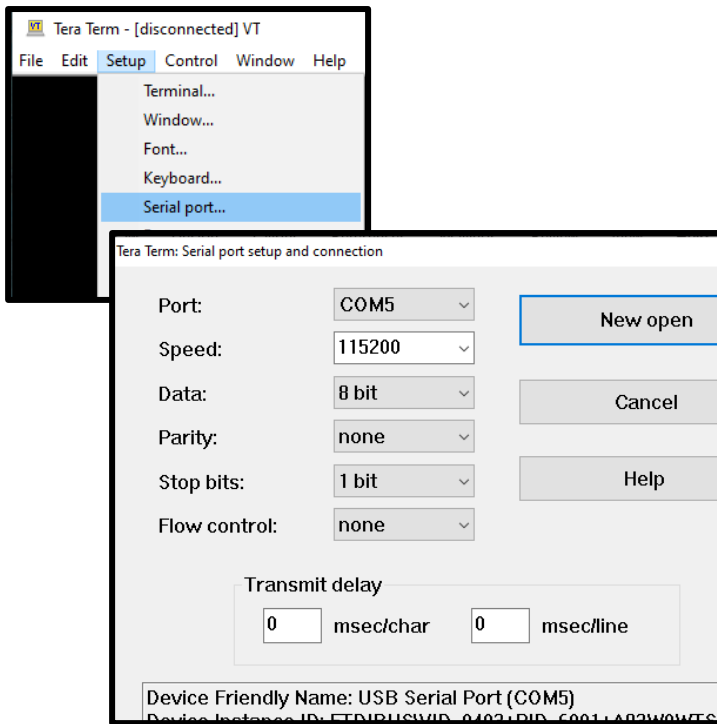 Tera Term - [disconnected] VT
File Edit Setup Control Window Help
Terminal...
Window...
Font...
Keyboard...
Serial port...
Tera Term: Serial port setup and connection
Port: COM5 New open
Speed: 115200
Data: 8 bit Cancel
Parity: none
Stop bits: 1 bit Help
Flow control: none
Transmit delay
0 msec/char 0 msec/line
Device Friendly Name: USB Serial Port (COM5)
Device Instance ID: